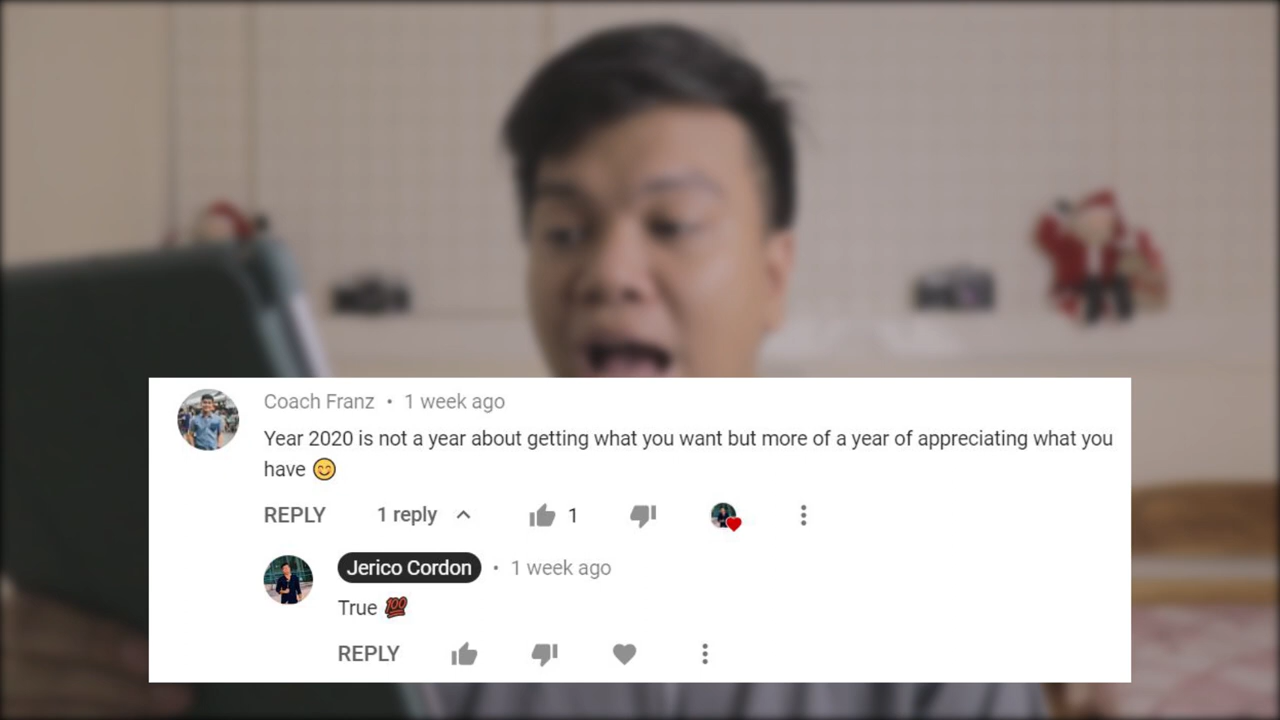 Coach Franz • 1 week ago
Year 2020 is not a year about getting what you want but more of a year of appreciating what you
have 😊
REPLY 1 reply 1
Jerico Cordon • 1 week ago
True 💯
REPLY